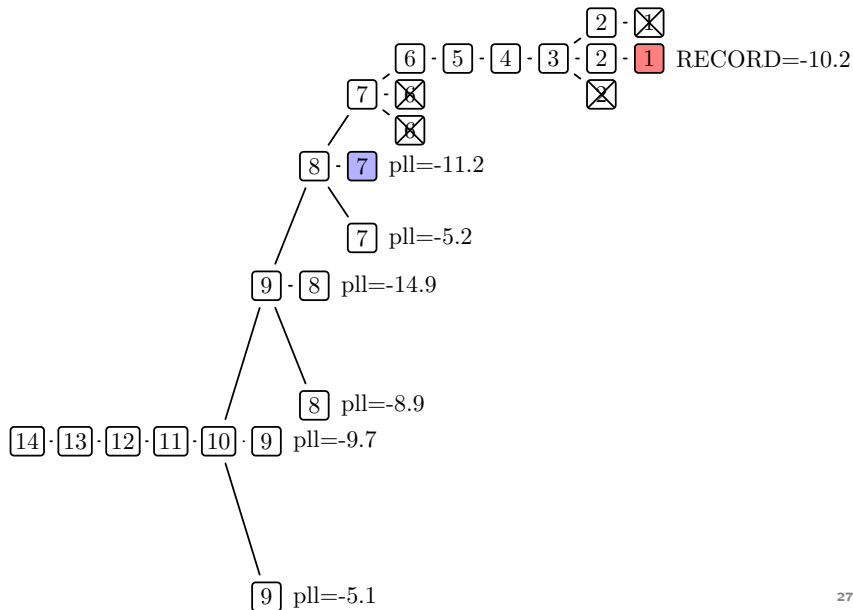 2 1
6 5 4 3 2 1 RECORD=-10.2
7 6 2
6
8 7 pll=-11.2
7 pll=-5.2
9 8 pll=-14.9
8 pll=-8.9
14 13 12 11 10 9 pll=-9.7
9 pll=-5.1
27